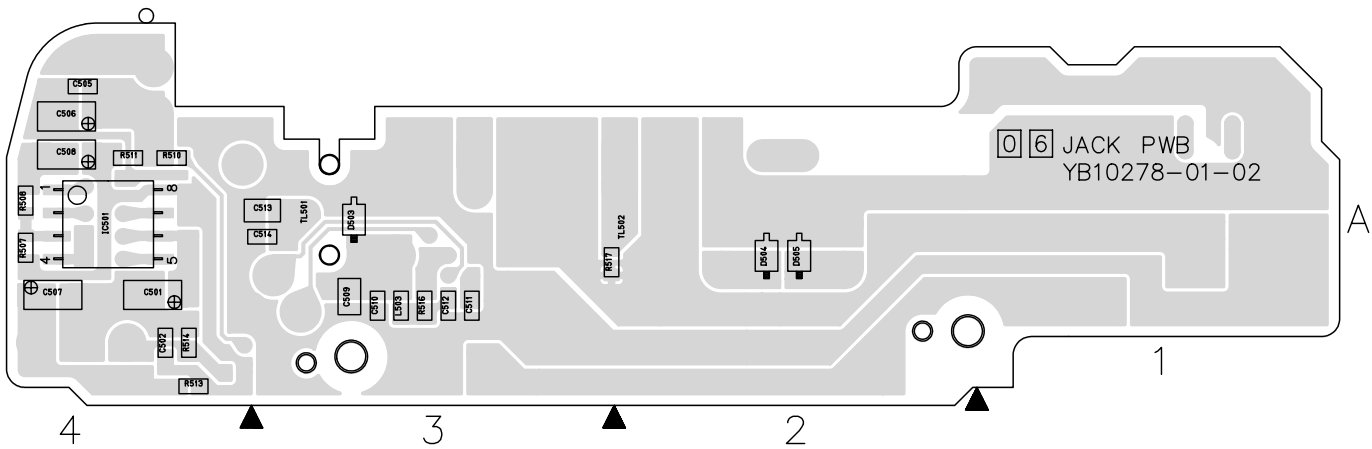 C505
C506
C508
R511
R510
06 JACK PWB
YB10278-01-02
1
8
R508
IC501
C513
TL501
D503
TL502
A
C514
R507
4
5
R517
D504
D505
C507
C501
C509
C510
L503
R516
C512
C511
C502
R514
R513
4
3
2
1